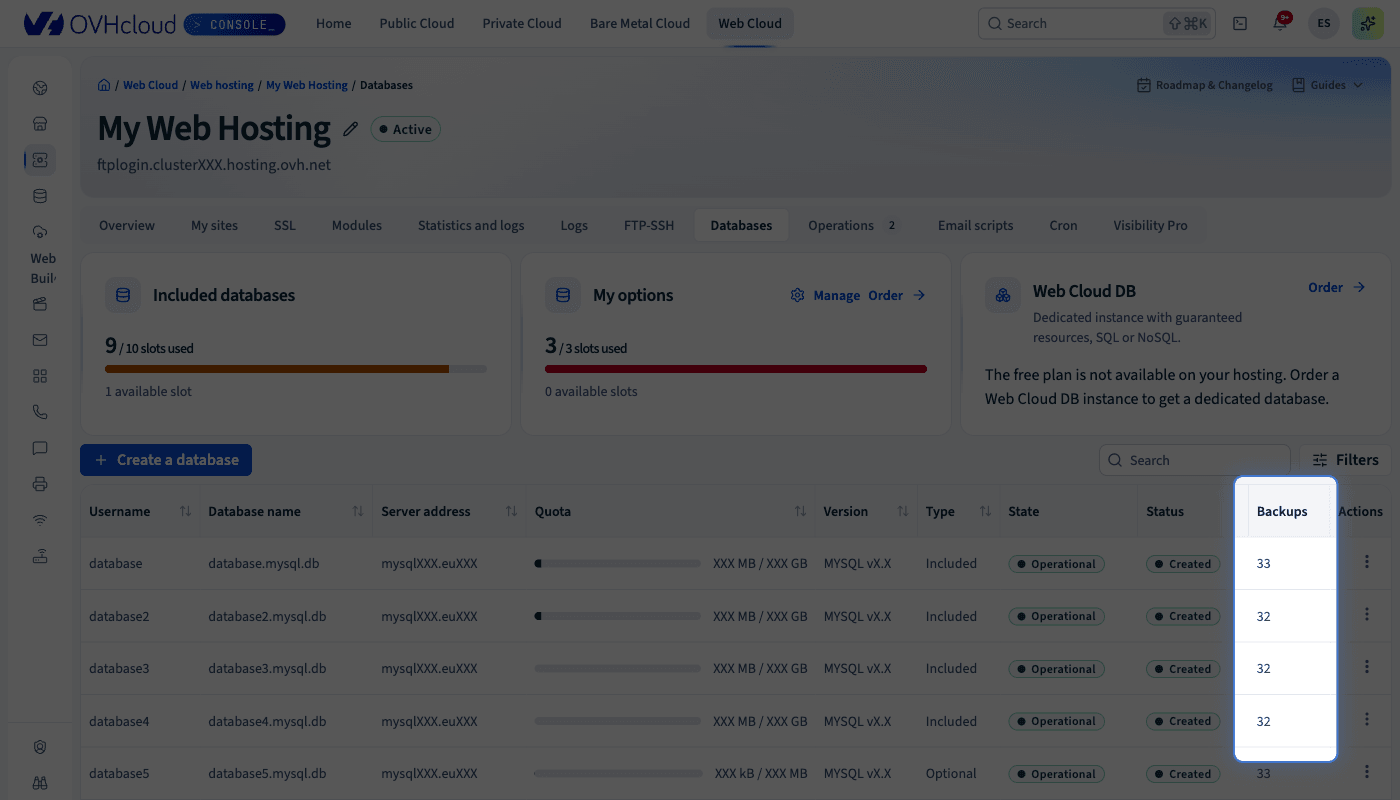 OVHcloud > CONSOLE_ Home Public Cloud Private Cloud Bare Metal Cloud Web Cloud Search ⇧⌘K 9+ ES
/ Web Cloud / Web hosting / My Web Hosting / Databases Roadmap & Changelog Guides
My Web Hosting Active
ftplogin.clusterXXX.hosting.ovh.net
Overview My sites SSL Modules Statistics and logs Logs FTP-SSH Databases Operations 2 Email scripts Cron Visibility Pro
Web
Buil
Included databases
9 / 10 slots used
1 available slot
My options Manage Order
3 / 3 slots used
0 available slots
Web Cloud DB Order
Dedicated instance with guaranteed
resources, SQL or NoSQL.
The free plan is not available on your hosting. Order a
Web Cloud DB instance to get a dedicated database.
+ Create a database Search Filters
Username Database name Server address Quota Version Type State Status Backups Actions
database database.mysql.db mysqlXXX.euXXX XXX MB / XXX GB MYSQL vX.X Included Operational Created 33
database2 database2.mysql.db mysqlXXX.euXXX XXX MB / XXX GB MYSQL vX.X Included Operational Created 32
database3 database3.mysql.db mysqlXXX.euXXX XXX MB / XXX GB MYSQL vX.X Included Operational Created 32
database4 database4.mysql.db mysqlXXX.euXXX XXX MB / XXX GB MYSQL vX.X Included Operational Created 32
database5 database5.mysql.db mysqlXXX.euXXX XXX kB / XXX MB MYSQL vX.X Optional Operational Created 33